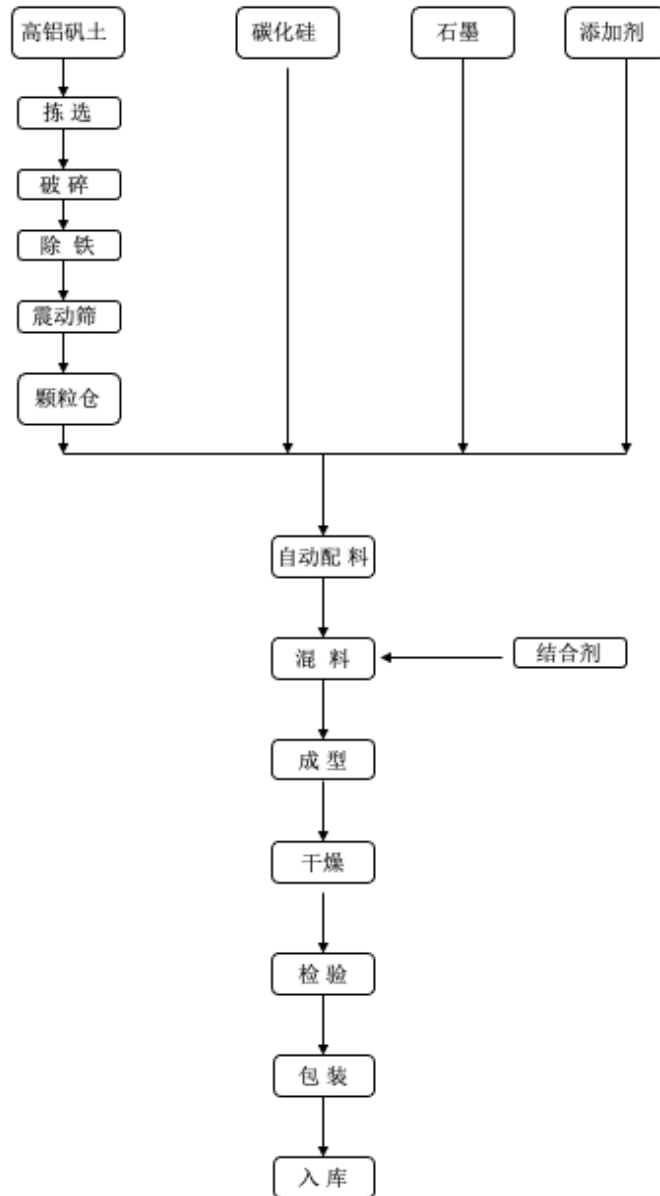 高铝矾土
碳化硅
石墨
添加剂
拣 选
破 碎
除 铁
震动筛
颗粒仓
自动配 料
混 料
结合剂
成 型
干燥
检 验
包 装
入 库